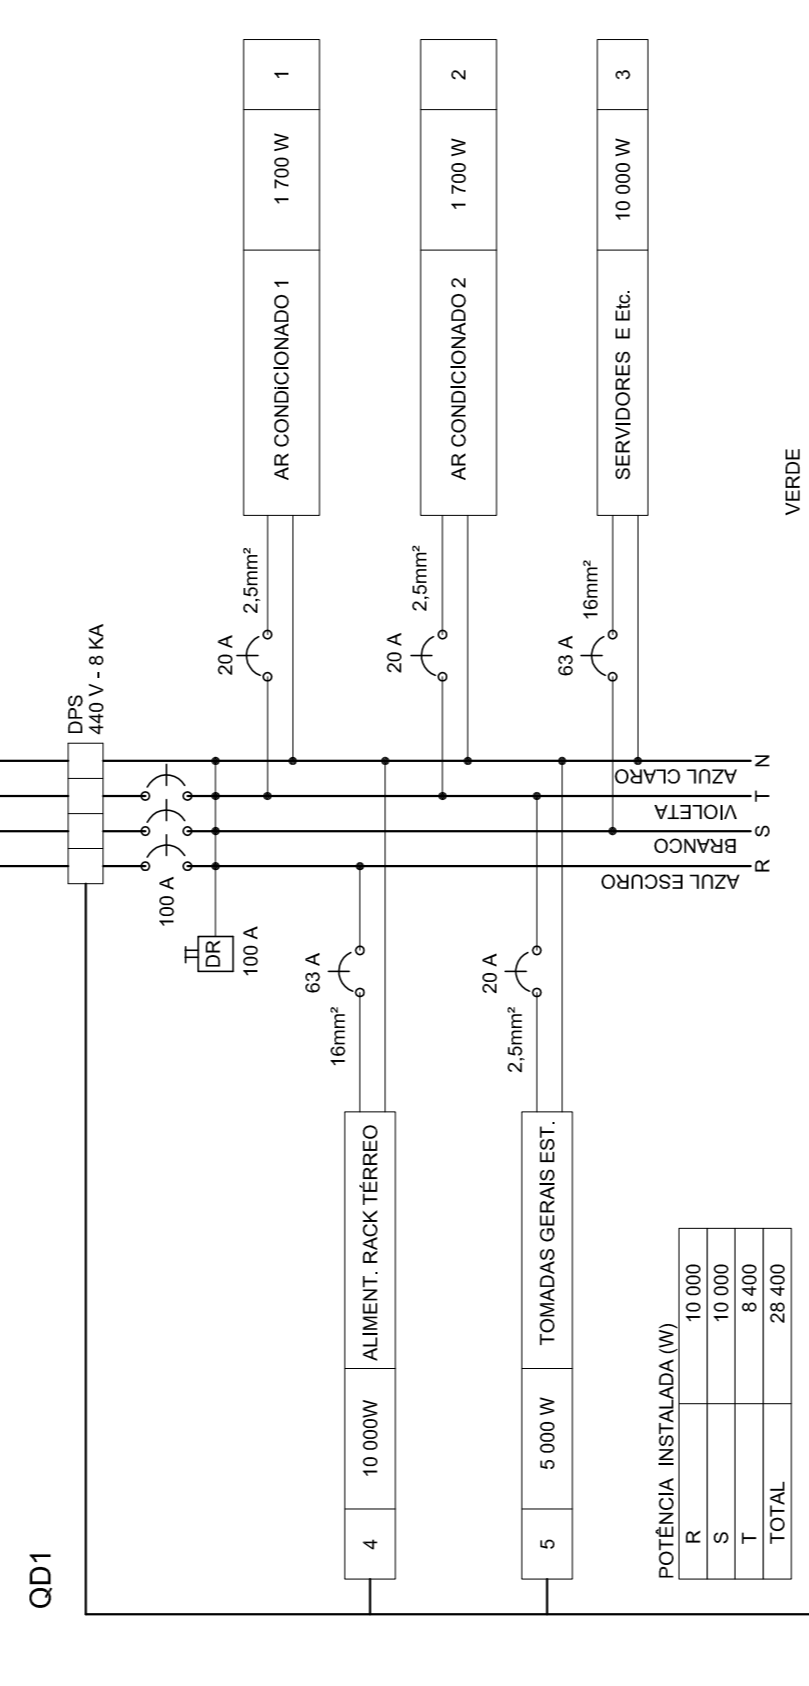 QD1
DPS
440 V - 8 KA
100 A
DR
100 A
20 A
2,5mm²
AR CONDiCIONADO 1
1 700 W
1
20 A
2,5mm²
AR CONDICIONADO 2
1 700 W
2
63 A
16mm²
SERVIDORES E Etc.
10 000 W
3
4
10 000W
ALIMENT. RACK TÉRREO
16mm²
63 A
5
5 000 W
TOMADAS GERAIS EST.
2,5mm²
20 A
AZUL CLARO
N
VIOLETA
T
BRANCO
S
AZUL ESCURO
R
VERDE
POTÊNCIA INSTALADA (W)
R 10 000
S 10 000
T 8 400
TOTAL 28 400